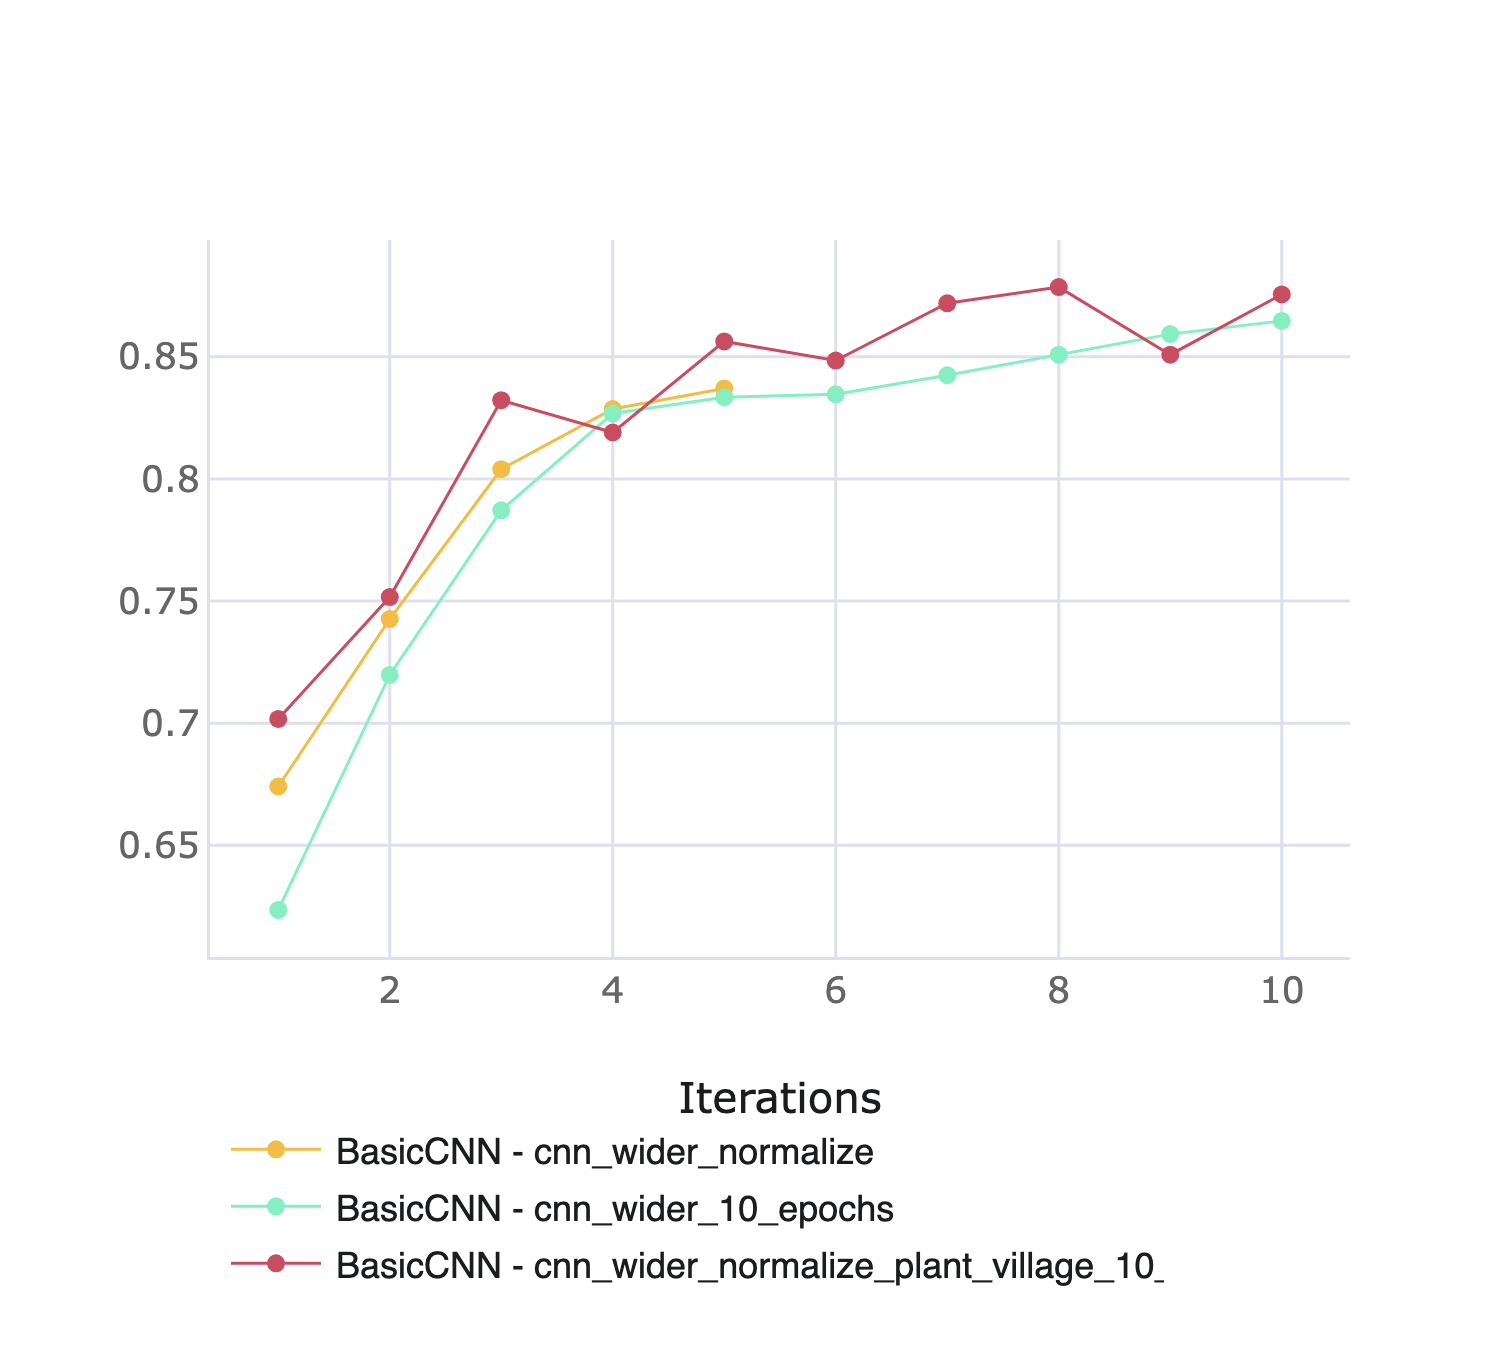 0.85
0.8
0.75
0.7
0.65
2 4 6 8 10
Iterations
BasicCNN - cnn_wider_normalize
BasicCNN - cnn_wider_10_epochs
BasicCNN - cnn_wider_normalize_plant_village_10_